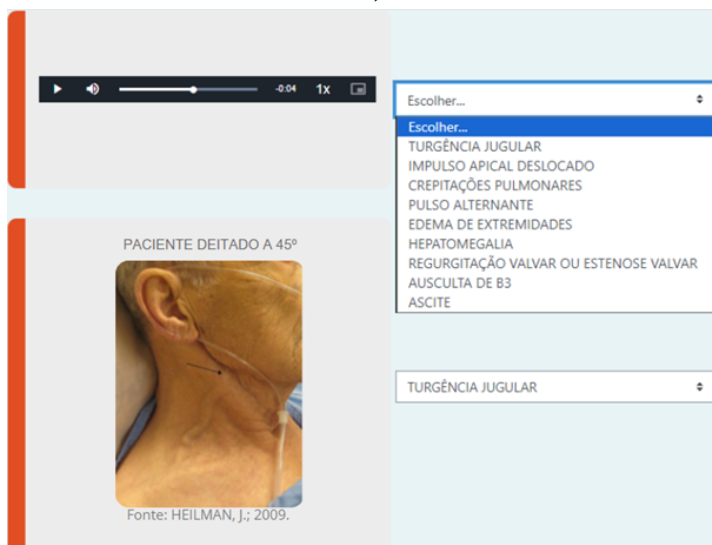 -0:04 1x
Escolher...
Escolher...
TURGÊNCIA JUGULAR
IMPULSO APICAL DESLOCADO
CREPITAÇÕES PULMONARES
PULSO ALTERNANTE
EDEMA DE EXTREMIDADES
HEPATOMEGALIA
REGURGITAÇÃO VALVAR OU ESTENOSE VALVAR
AUSCULTA DE B3
ASCITE
PACIENTE DEITADO A 45º
TURGÊNCIA JUGULAR
Fonte: HEILMAN, J.; 2009.